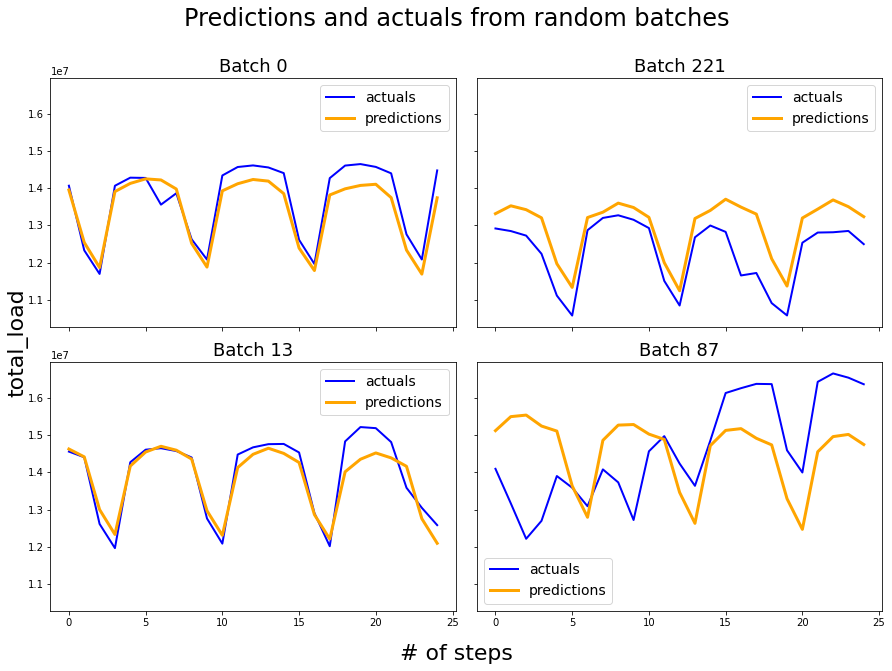 Predictions and actuals from random batches
Batch 0
1e7
actuals
predictions
1.6
1.5
1.4
1.3
1.2
1.1
Batch 221
actuals
predictions
total_load
Batch 13
1e7
actuals
predictions
1.6
1.5
1.4
1.3
1.2
1.1
0 5 10 15 20 25
Batch 87
actuals
predictions
0 5 10 15 20 25
# of steps